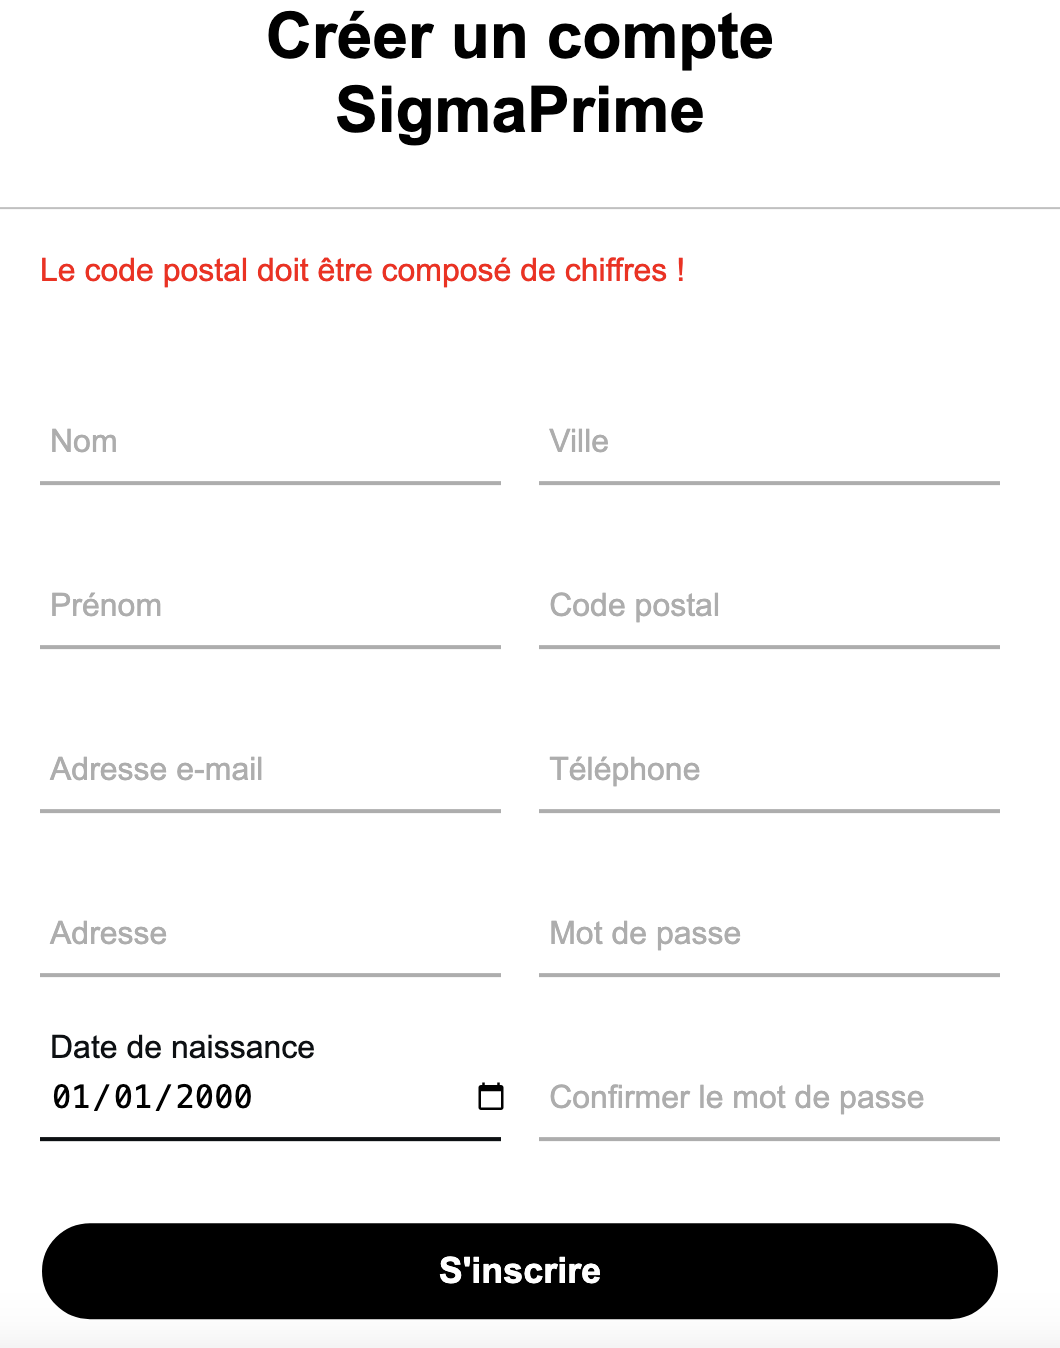 Créer un compte
SigmaPrime
Le code postal doit être composé de chiffres !
Nom
Ville
Prénom
Code postal
Adresse e-mail
Téléphone
Adresse
Mot de passe
Date de naissance
01/01/2000
Confirmer le mot de passe
S'inscrire